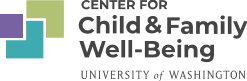 CENTER FOR
Child & Family
Well-Being
UNIVERSITY of WASHINGTON